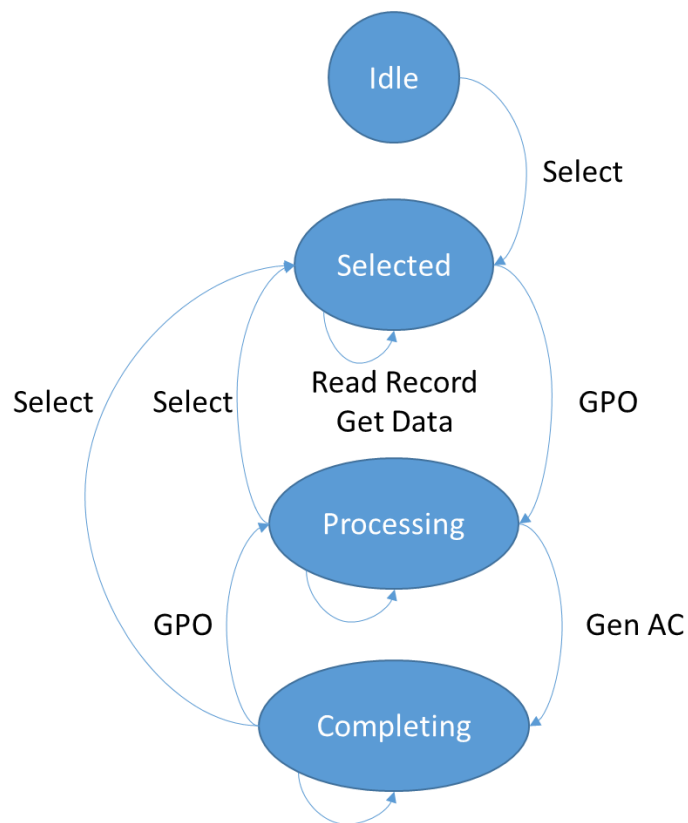 Idle
Select
Selected
Read Record
Get Data
Select
Select
GPO
Processing
GPO
Gen AC
Completing